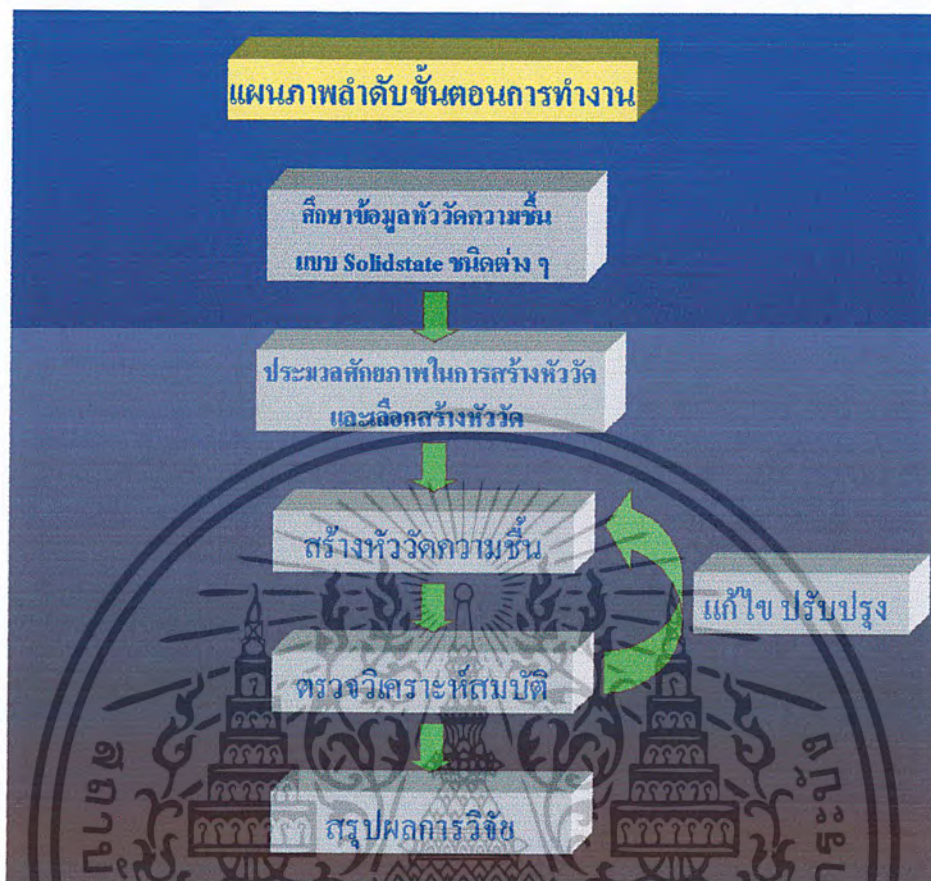 แผนภาพลำดับขั้นตอนการทำงาน
ศึกษาข้อมูลหัววัดความชื้น
แบบ Solidstate ชนิดต่าง ๆ
ประมวลศักยภาพในการสร้างหัววัด
และเลือกสร้างหัววัด
สร้างหัววัดความชื้น
แก้ไข ปรับปรุง
ตรวจวิเคราะห์สมบัติ
สรุปผลการวิจัย